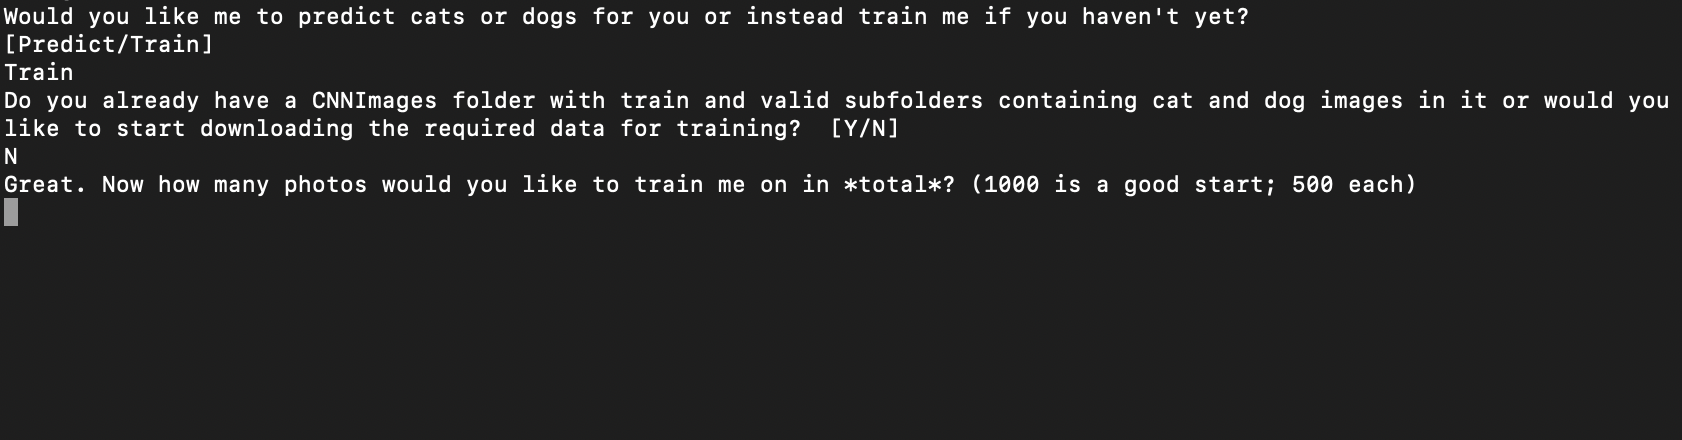 Would you like me to predict cats or dogs for you or instead train me if you haven't yet?
[Predict/Train]
Train
Do you already have a CNNImages folder with train and valid subfolders containing cat and dog images in it or would you
like to start downloading the required data for training?  [Y/N]
N
Great. Now how many photos would you like to train me on in *total*? (1000 is a good start; 500 each)